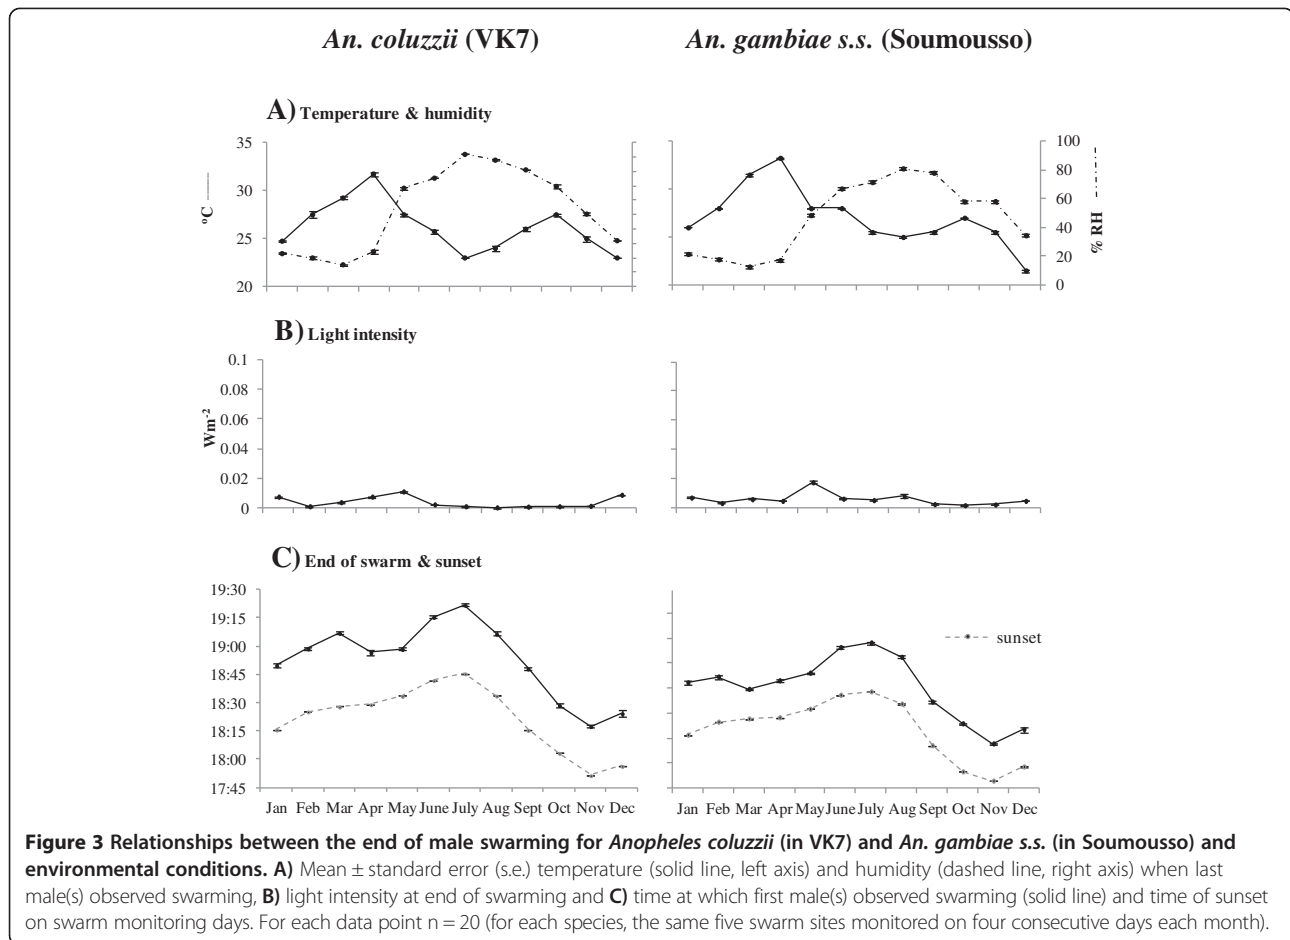 An. coluzzii (VK7)
An. gambiae s.s. (Soumousso)
A) Temperature & humidity
ºC
35
30
25
20
100
80
60
40
20
0
% RH
B) Light intensity
Wm-2
0.1
0.08
0.06
0.04
0.02
0
C) End of swarm & sunset
19:30
19:15
19:00
18:45
18:30
18:15
18:00
17:45
sunset
Jan Feb Mar Apr May June July Aug Sept Oct Nov Dec
Jan Feb Mar Apr May June July Aug Sept Oct Nov Dec
Figure 3 Relationships between the end of male swarming for Anopheles coluzzii (in VK7) and An. gambiae s.s. (in Soumousso) and
environmental conditions. A) Mean ± standard error (s.e.) temperature (solid line, left axis) and humidity (dashed line, right axis) when last
male(s) observed swarming, B) light intensity at end of swarming and C) time at which first male(s) observed swarming (solid line) and time of sunset
on swarm monitoring days. For each data point n = 20 (for each species, the same five swarm sites monitored on four consecutive days each month).